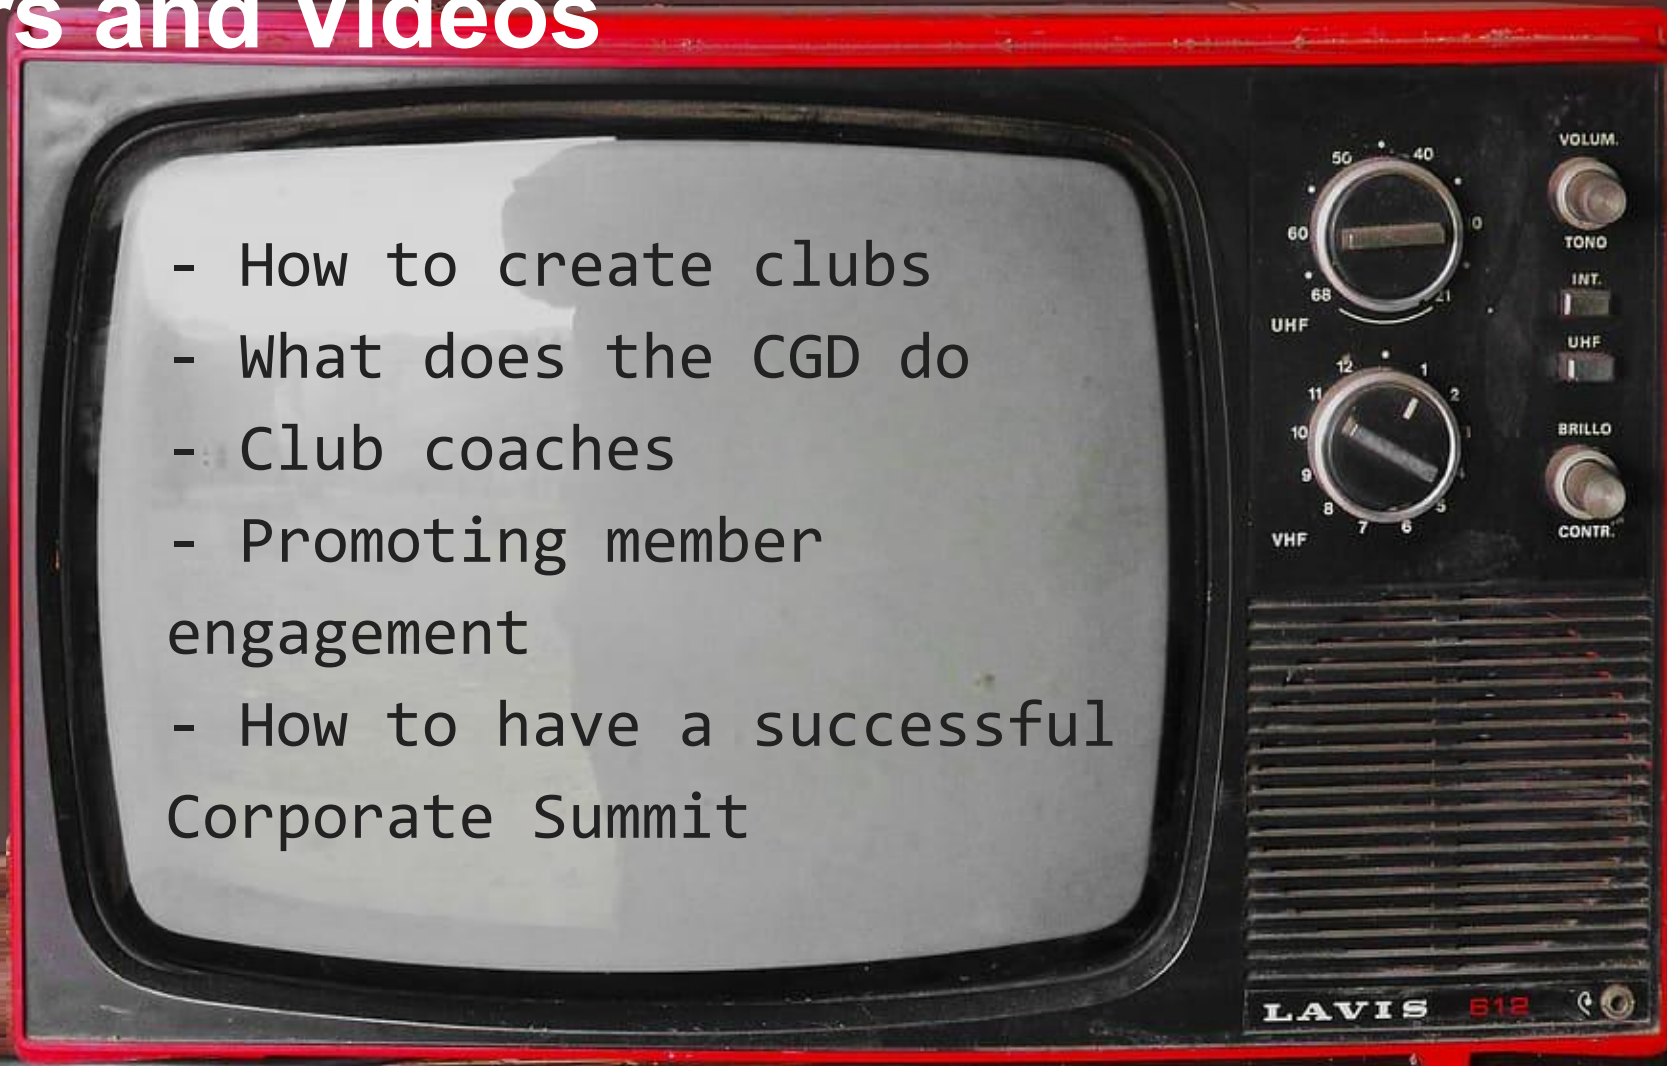 and Videos
- How to create clubs
- What does the CGD do
- Club coaches
- Promoting member
engagement
- How to have a successful
Corporate Summit
VOLUM.
50 40
60 0
TONO
INT.
68 21
UHF
UHF
12 1
11 2
10
BRILLO
9
8 5
7 6
VHF
CONTR.
LAVIS 612